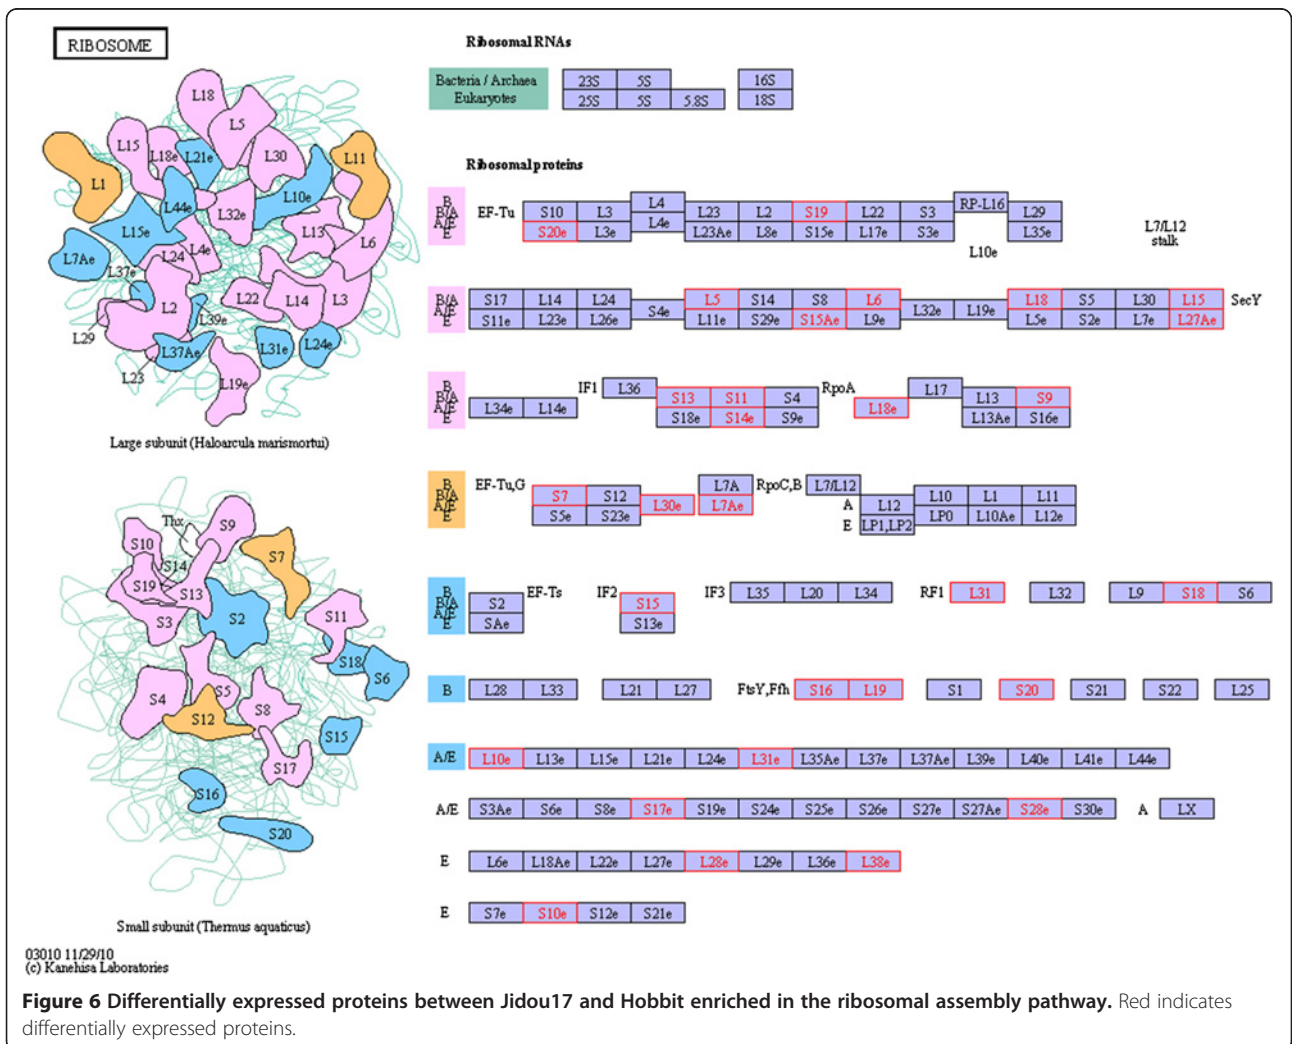 RIBOSOME
Ribosomal RNAs
Bacteria / Archaea
Eukaryotes
23S 5S 16S
25S 5S 5.8S 18S
Ribosomal proteins
B
B/A
A/E
E
EF-Tu S10 L3 L4 L23 L2 S19 L22 S3 RP-L16 L29
S20e L3e L4e L23Ae L8e S15e L17e S3e L10e L35e
L7/L12
stalk
B/A
A/E
E
S17 L14 L24 S4e L5 S14 S8 L6 L32e L19e L18 S5 L30 L15 SecY
S11e L23e L26e L11e S29e S15Ae L9e L5e S2e L7e L27Ae
B
B/A
A/E
E
IF1 L36 S13 S11 S4 RpoA L17 L13 S9
L34e L14e S18e S14e S9e L18e L13Ae S16e
B
B/A
A/E
E
EF-Tu,G S7 S12 L30e L7A RpoC,B L7/L12 L10 L1 L11
S5e S23e L7Ae A L12 LP0 L10Ae L12e
E LP1,LP2
B
B/A
A/E
E
S2 EF-Ts IF2 S15 IF3 L35 L20 L34 RF1 L31 L32 L9 S18 S6
SAe S13e
B L28 L33 L21 L27 FtsY,Ffh S16 L19 S1 S20 S21 S22 L25
A/E L10e L13e L15e L21e L24e L31e L35Ae L37e L37Ae L39e L40e L41e L44e
A/E S3Ae S6e S8e S17e S19e S24e S25e S26e S27e S27Ae S28e S30e A LX
E L6e L18Ae L22e L27e L28e L29e L36e L38e
E S7e S10e S12e S21e
L18
L5
L15
L18e
L21e
L30
L11
L1
L44e
L10e
L32e
L15e
L13
L6
L7Ae
L24
L4e
L37e
L2
L22
L14
L3
L39e
L29
L37Ae
L31e
L24e
L23
L19e
Large subunit (Haloarcula marismortui)
Thx
S9
S10
S14
S7
S19
S13
S3
S2
S11
S18
S6
S4
S5
S12
S8
S15
S17
S16
S20
Small subunit (Thermus aquaticus)
03010 11/29/10
(c) Kanehisa Laboratories
Figure 6 Differentially expressed proteins between Jidou17 and Hobbit enriched in the ribosomal assembly pathway. Red indicates
differentially expressed proteins.